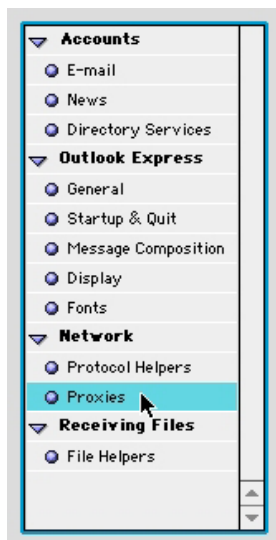 Accounts
E-mail
News
Directory Services
Outlook Express
General
Startup & Quit
Message Composition
Display
Fonts
Network
Protocol Helpers
Proxies
Receiving Files
File Helpers